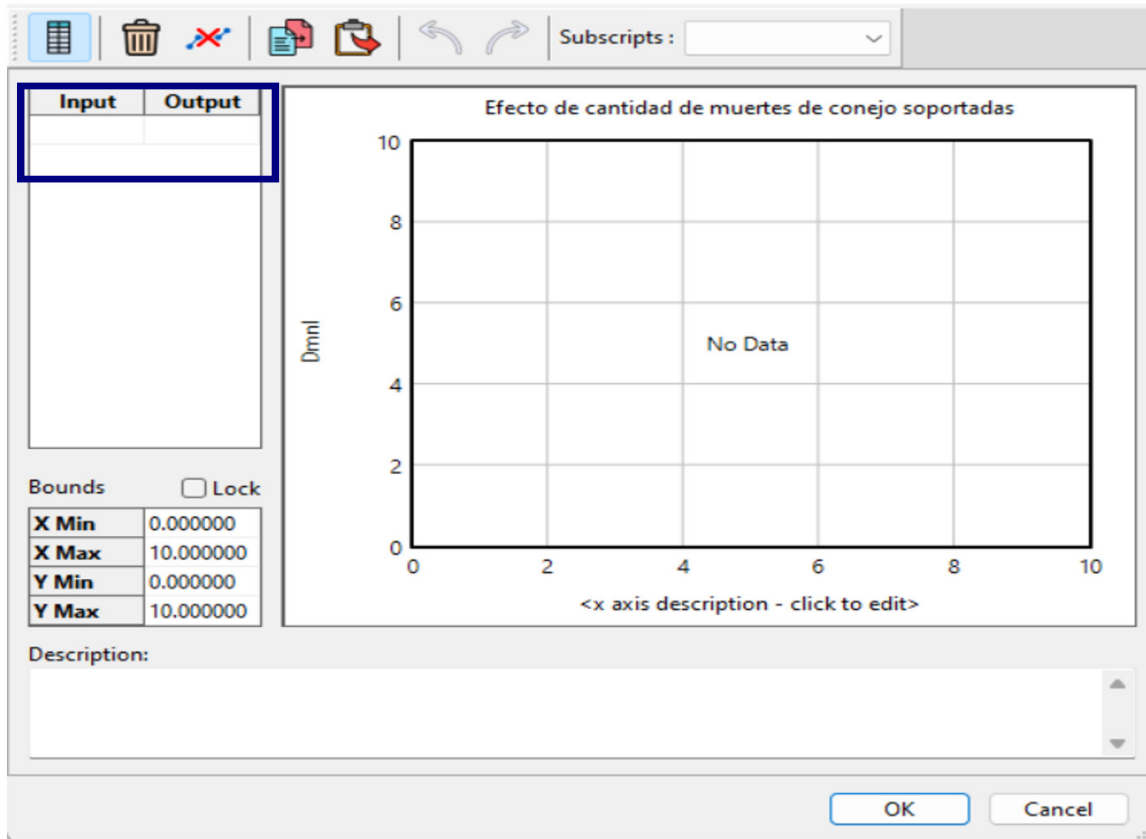 Subscripts :
Input Output
Efecto de cantidad de muertes de conejo soportadas
10
8
6
4
2
0
Dmnl
No Data
0 2 4 6 8 10
<x axis description - click to edit>
Bounds Lock
X Min 0.000000
X Max 10.000000
Y Min 0.000000
Y Max 10.000000
Description:
OK Cancel